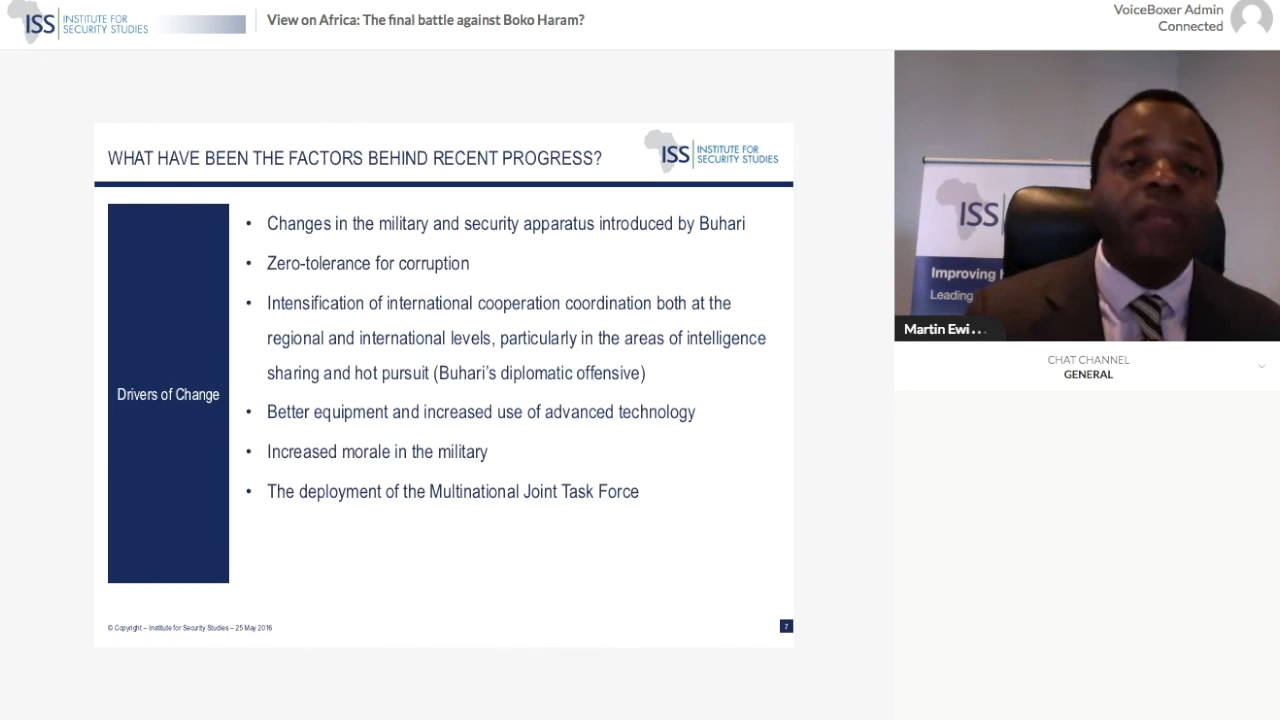 ISS
INSTITUTE FOR
SECURITY STUDIES
View on Africa: The final battle against Boko Haram?
VoiceBoxer Admin
Connected
WHAT HAVE BEEN THE FACTORS BEHIND RECENT PROGRESS?
ISS
INSTITUTE FOR
SECURITY STUDIES
Drivers of Change
• Changes in the military and security apparatus introduced by Buhari
• Zero-tolerance for corruption
• Intensification of international cooperation coordination both at the
regional and international levels, particularly in the areas of intelligence
sharing and hot pursuit (Buhari's diplomatic offensive)
• Better equipment and increased use of advanced technology
• Increased morale in the military
• The deployment of the Multinational Joint Task Force
© Copyright – Institute for Security Studies – 25 May 2016
7
ISS
Improving
Leading
Martin Ewi...
CHAT CHANNEL
GENERAL